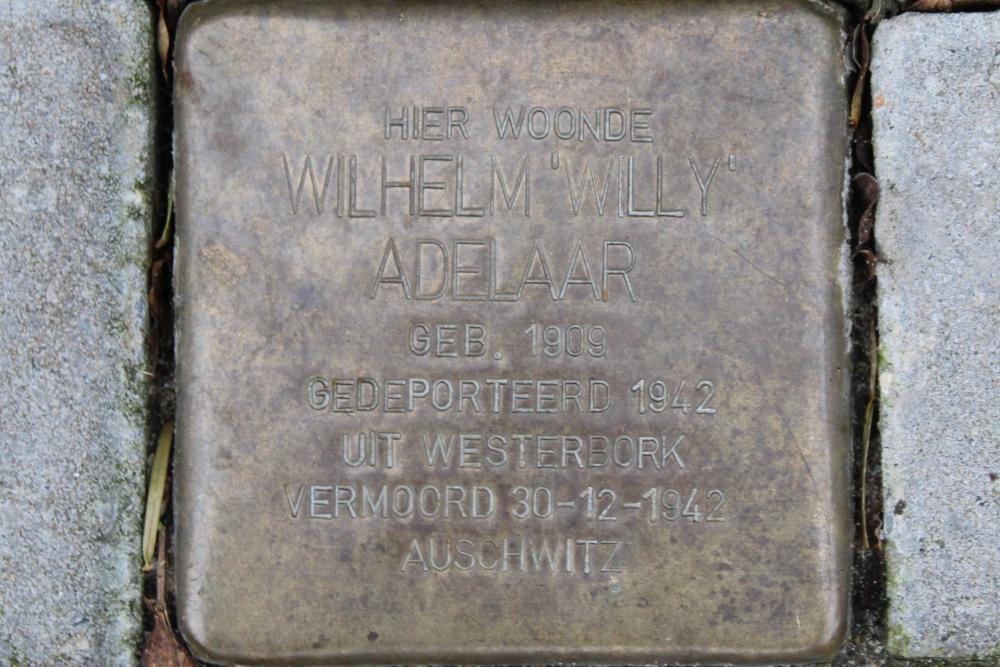 HIER WOONDE
WILHELM 'WILLY'
ADELAAR
GEB. 1909
GEDEPORTEERD 1942
UIT WESTERBORK
VERMOORD 30-12-1942
AUSCHWITZ